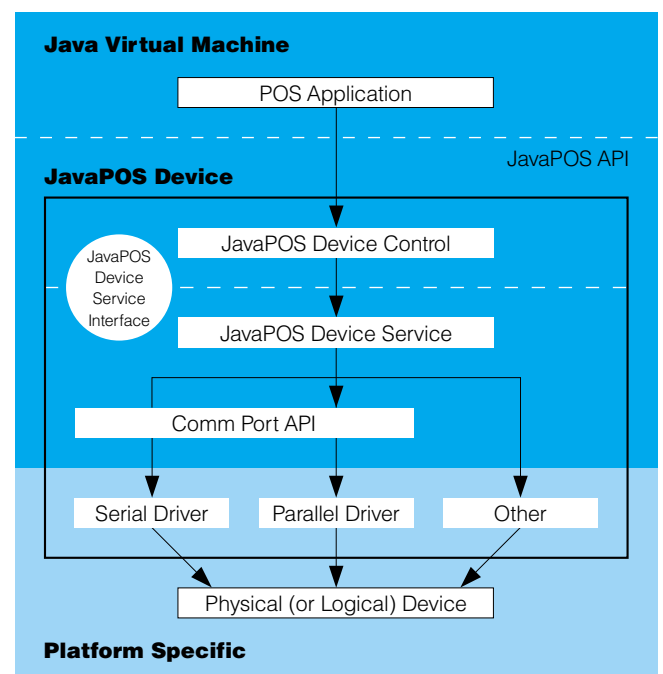 Java Virtual Machine
POS Application
JavaPOS API
JavaPOS Device
JavaPOS Device Control
JavaPOS
Device
Service
Interface
JavaPOS Device Service
Comm Port API
Serial Driver
Parallel Driver
Other
Physical (or Logical) Device
Platform Specific